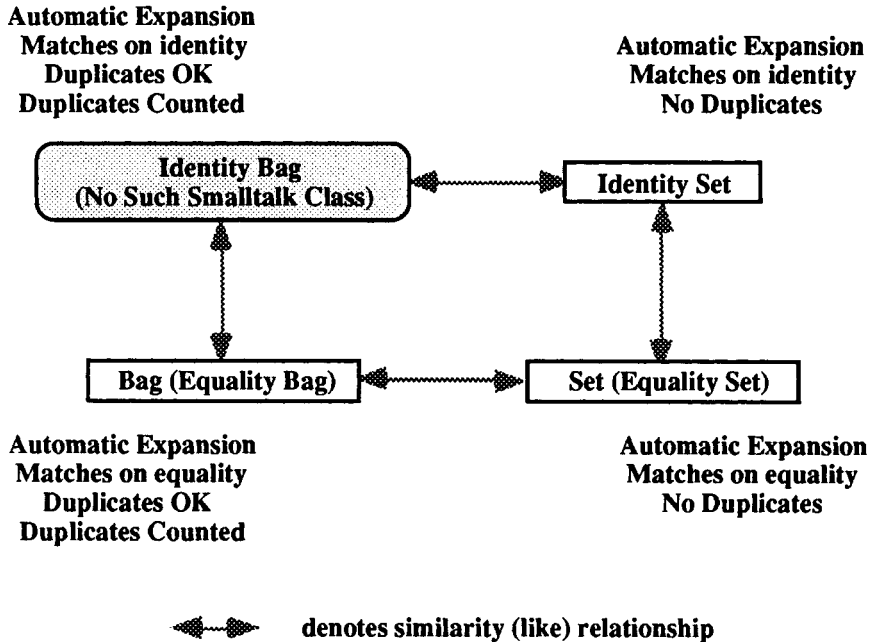 Automatic Expansion
Matches on identity
Duplicates OK
Duplicates Counted
Automatic Expansion
Matches on identity
No Duplicates
Identity Bag
(No Such Smalltalk Class)
Identity Set
Bag (Equality Bag)
Set (Equality Set)
Automatic Expansion
Matches on equality
Duplicates OK
Duplicates Counted
Automatic Expansion
Matches on equality
No Duplicates
denotes similarity (like) relationship